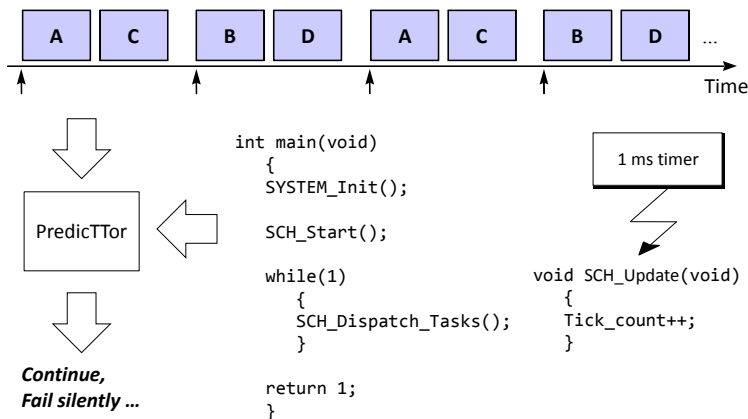 A C B D A C B D ...
Time
int main(void)
{
SYSTEM_Init();
SCH_Start();
while(1)
{
SCH_Dispatch_Tasks();
}
return 1;
}
1 ms timer
void SCH_Update(void)
{
Tick_count++;
}
PredicTTor
Continue,
Fail silently ...